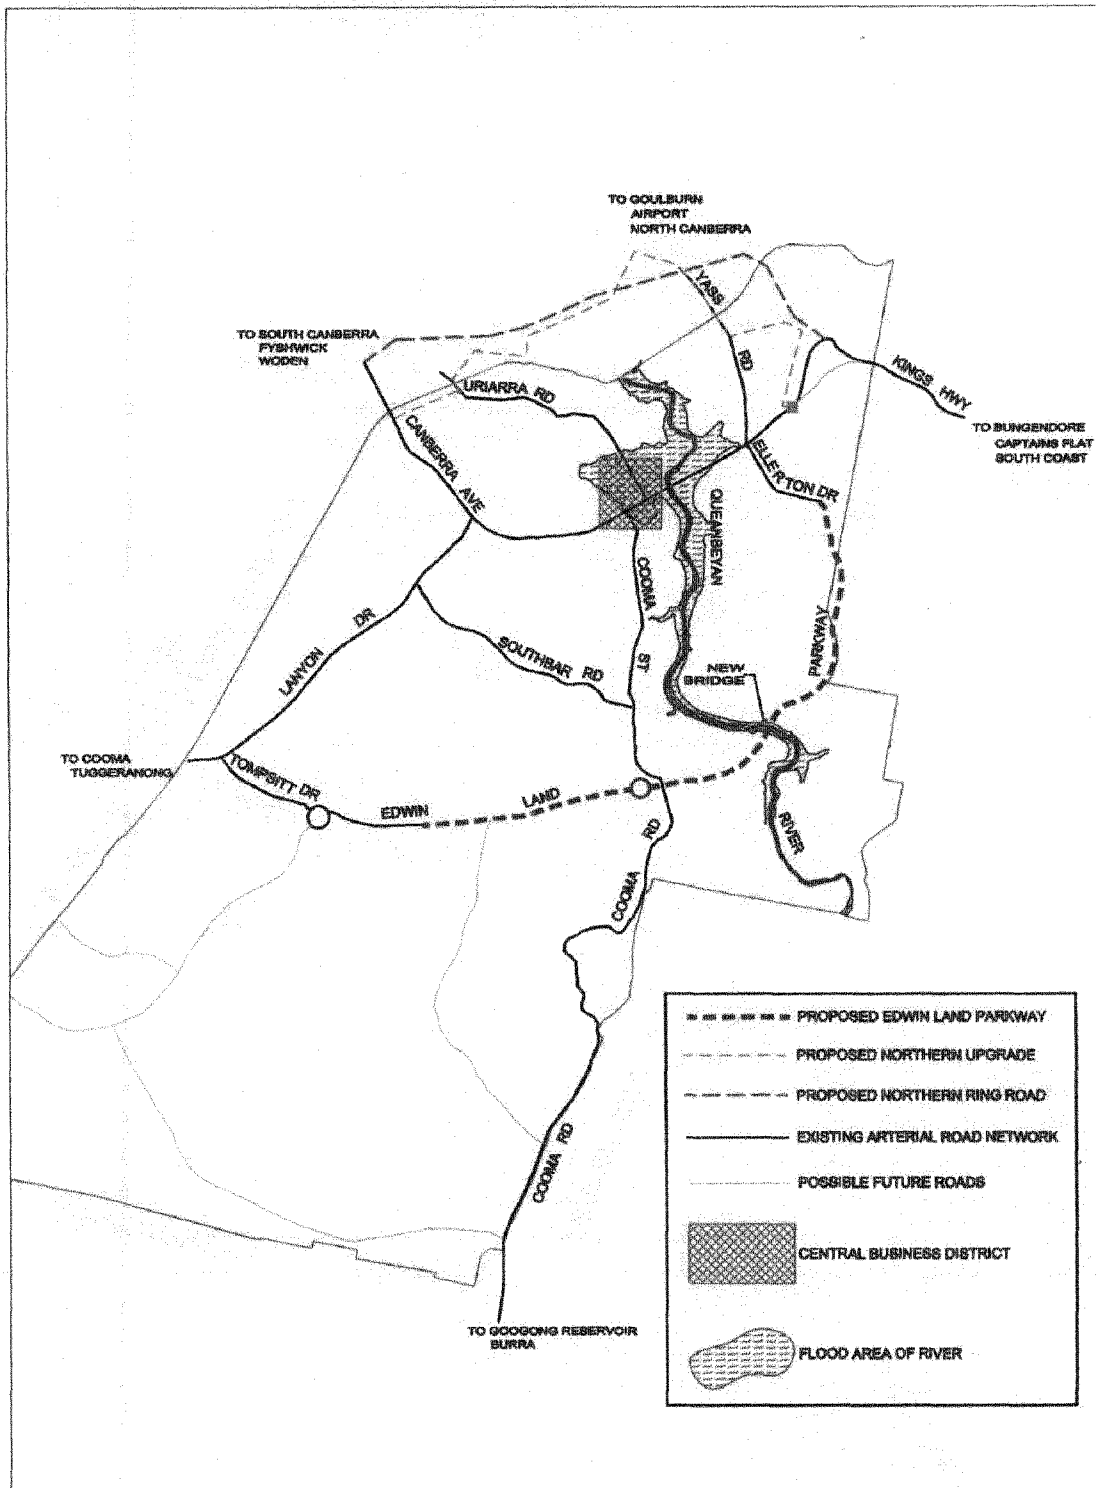 TO GOULBURN
AIRPORT
NORTH CANBERRA
TO SOUTH CANBERRA
FYSHWICK
WODEN
YASS
RD
URIARRA RD
KINGS HWY
CANBERRA AVE
TO BUNGENDORE
CAPTAINS FLAT
SOUTH COAST
ELLERTON DR
QUEANBEYAN
COOMA
ST
LANYON DR
SOUTHBAR RD
PARKWAY
NEW
BRIDGE
TO COOMA
TUGGERANONG
TOMPSITT DR
EDWIN
LAND
RIVER
COOMA RD
COOMA RD
TO GOOGONG RESERVOIR
BURRA
PROPOSED EDWIN LAND PARKWAY
PROPOSED NORTHERN UPGRADE
PROPOSED NORTHERN RING ROAD
EXISTING ARTERIAL ROAD NETWORK
POSSIBLE FUTURE ROADS
CENTRAL BUSINESS DISTRICT
FLOOD AREA OF RIVER